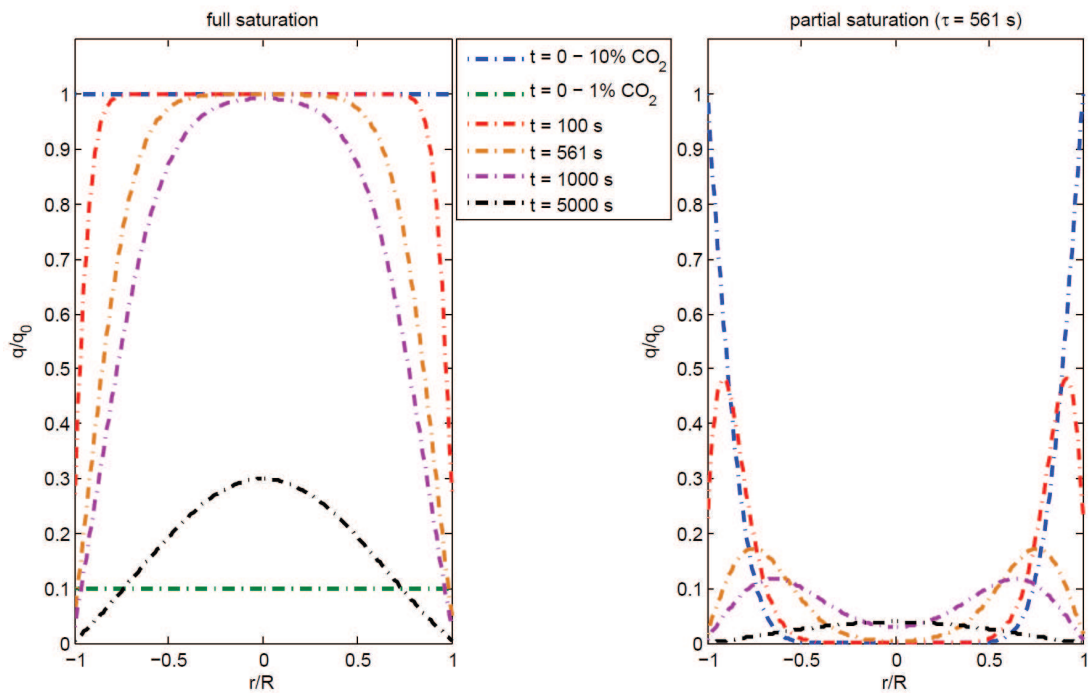 full saturation
q/q0
1
0.9
0.8
0.7
0.6
0.5
0.4
0.3
0.2
0.1
0
−1
−0.5
0
0.5
1
r/R
t = 0 − 10% CO2
t = 0 − 1% CO2
t = 100 s
t = 561 s
t = 1000 s
t = 5000 s
partial saturation (τ = 561 s)
q/q0
1
0.9
0.8
0.7
0.6
0.5
0.4
0.3
0.2
0.1
0
−1
−0.5
0
0.5
1
r/R